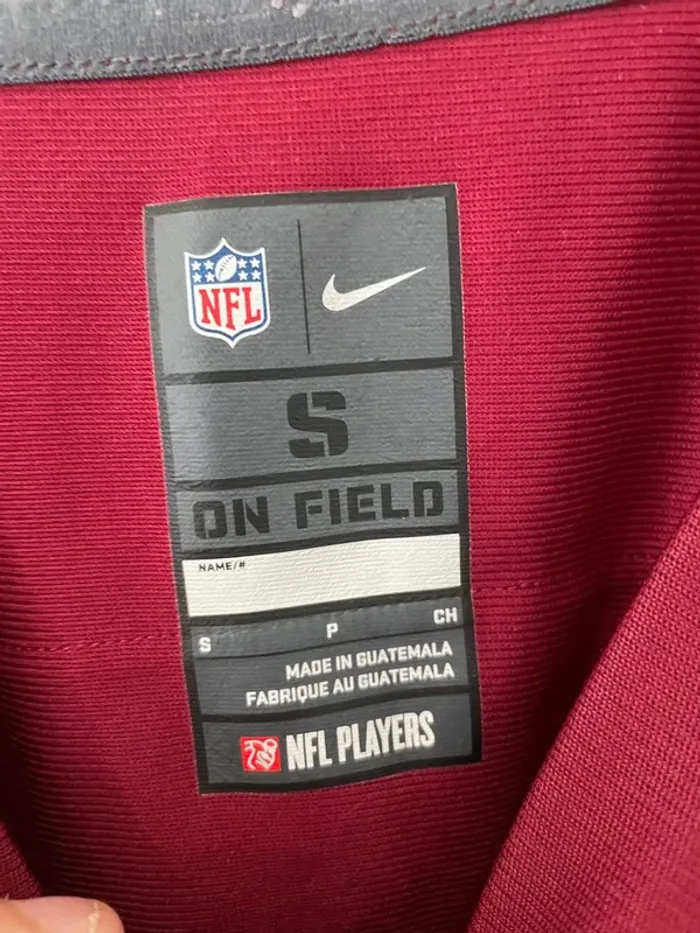 NFL
S
ON FIELD
NAME/#
S P CH
MADE IN GUATEMALA
FABRIQUE AU GUATEMALA
NFL PLAYERS